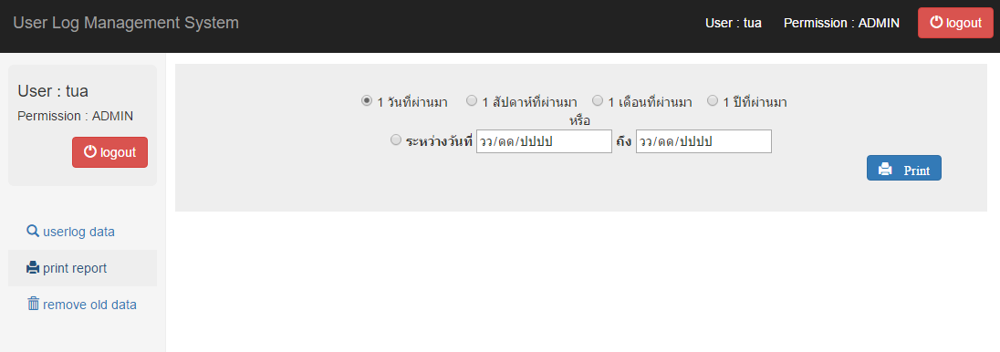 User Log Management System
User : tua Permission : ADMIN logout
User : tua
Permission : ADMIN
logout
userlog data
print report
remove old data
1 วันที่ผ่านมา 1 สัปดาห์ที่ผ่านมา 1 เดือนที่ผ่านมา 1 ปีที่ผ่านมา
หรือ
ระหว่างวันที่ วว/ดด/ปปปป ถึง วว/ดด/ปปปป
Print